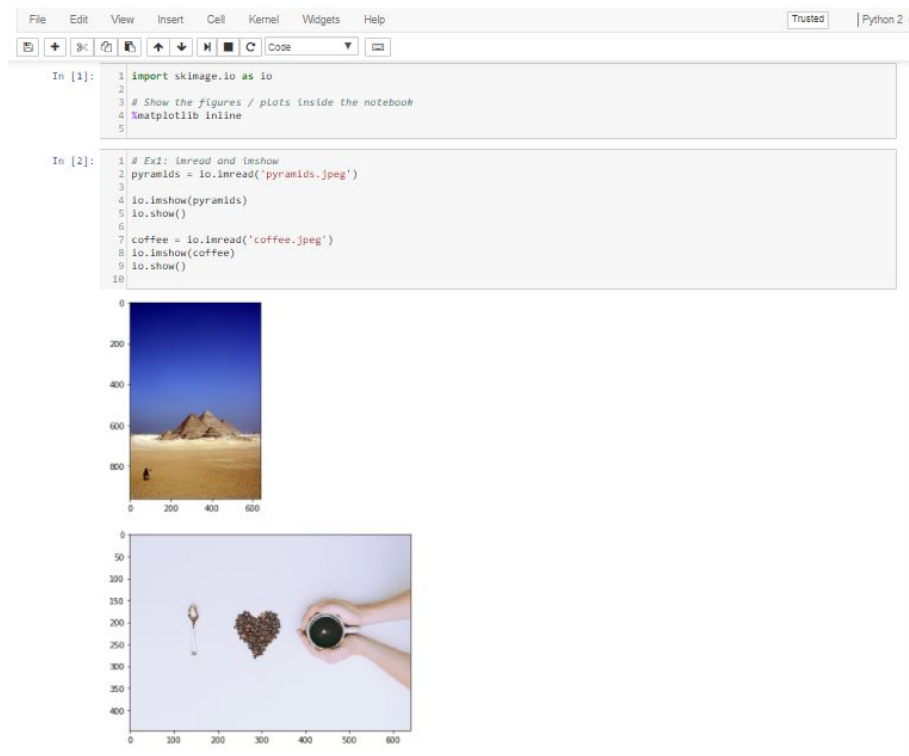 File Edit View Insert Cell Kernel Widgets Help Trusted Python 2
Code
In [1]:
1 import skimage.io as io
2
3 # Show the figures / plots inside the notebook
4 %matplotlib inline
5
In [2]:
1 # Ex1: imread and imshow
2 pyramids = io.imread('pyramids.jpeg')
3
4 io.imshow(pyramids)
5 io.show()
6
7 coffee = io.imread('coffee.jpeg')
8 io.imshow(coffee)
9 io.show()
10
0
200
400
600
800
0 200 400 600
0
50
100
150
200
250
300
350
400
0 100 200 300 400 500 600